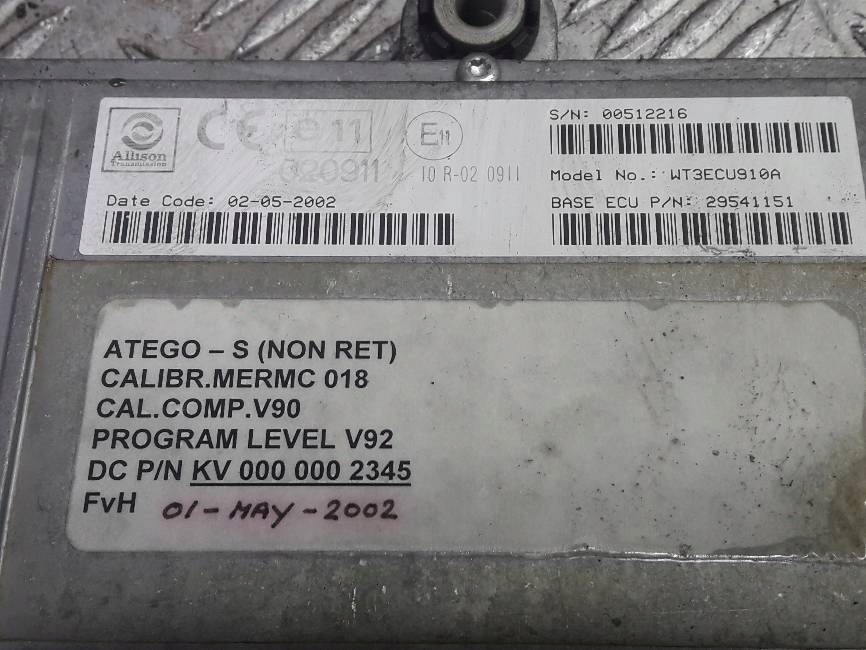 Allison
Transmission
CE e 11
020911
E11
10 R-02 0911
Date Code: 02-05-2002
S/N: 00512216
Model No.: WT3ECU910A
BASE ECU P/N: 29541151
ATEGO – S (NON RET)
CALIBR.MERMC 018
CAL.COMP.V90
PROGRAM LEVEL V92
DC P/N KV 000 000 2345
FvH 01-MAY-2002